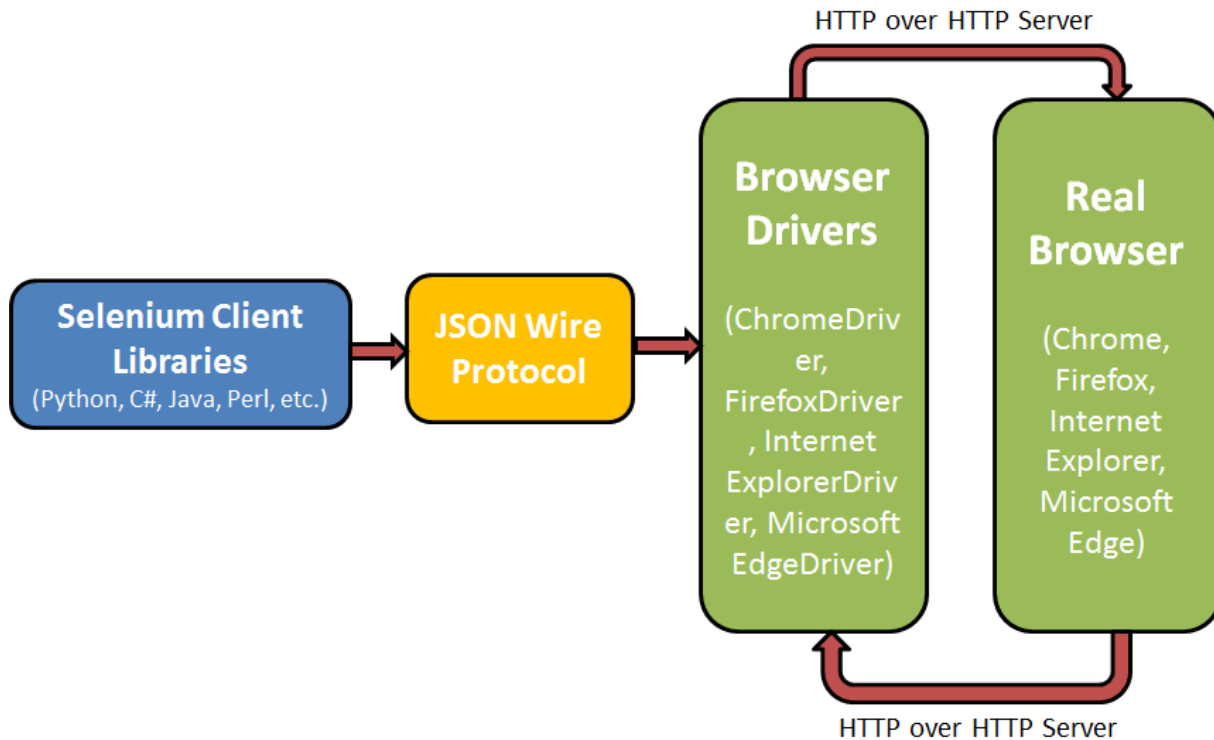 HTTP over HTTP Server
Browser
Drivers
(ChromeDriv
er,
FirefoxDriver
, Internet
ExplorerDriv
er, Microsoft
EdgeDriver)
Real
Browser
(Chrome,
Firefox,
Internet
Explorer,
Microsoft
Edge)
Selenium Client
Libraries
(Python, C#, Java, Perl, etc.)
JSON Wire
Protocol
HTTP over HTTP Server